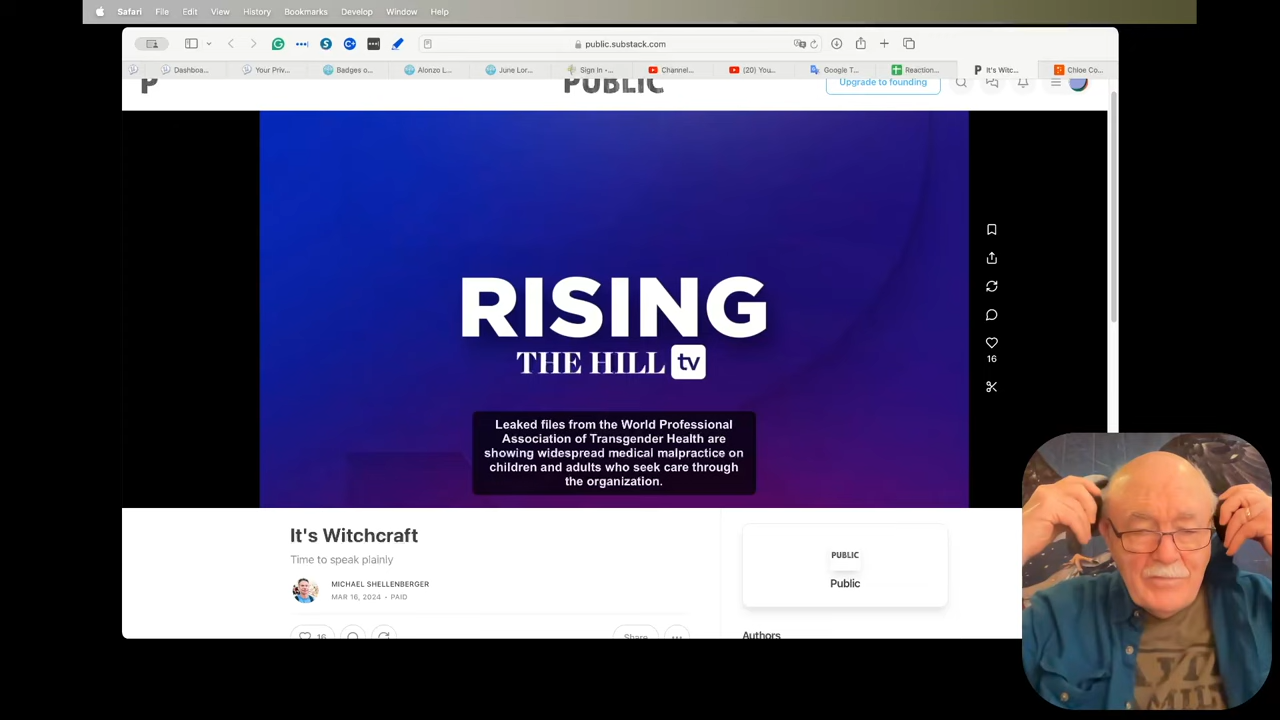 Safari File Edit View History Bookmarks Develop Window Help
public.substack.com
Dashboa... Your Priv... Badges o... Alonzo L... June Lor... Sign In •... Channel... (20) You... Google T... Reaction... It's Witc... Chloe Co...
PUBLIC Upgrade to founding
RISING
THE HILL tv
16
Leaked files from the World Professional
Association of Transgender Health are
showing widespread medical malpractice on
children and adults who seek care through
the organization.
It's Witchcraft
Time to speak plainly
MICHAEL SHELLENBERGER
MAR 16, 2024 • PAID
16 Share
PUBLIC
Public
Authors